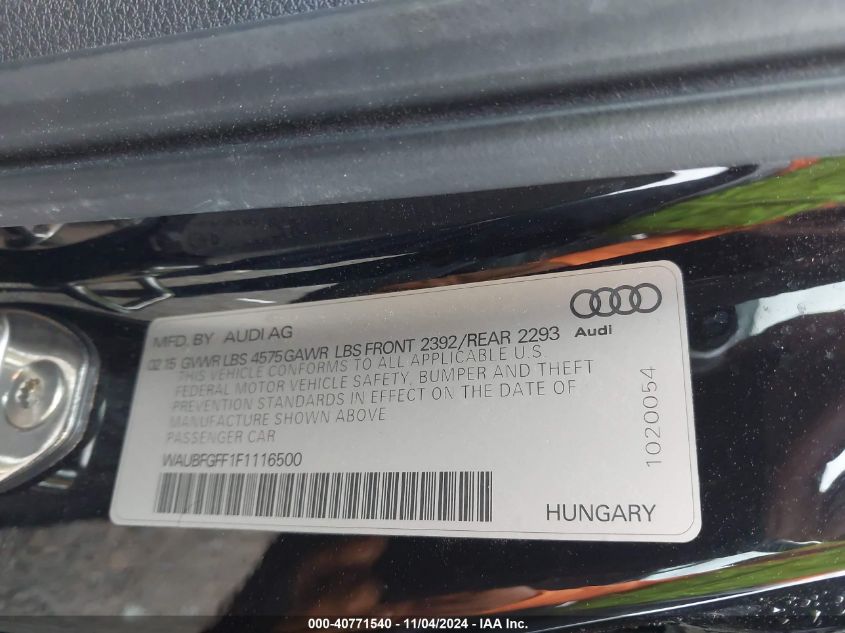 MFD. BY AUDI AG
02 15 GVWR LBS 4575 GAWR LBS FRONT 2392/REAR 2293
THIS VEHICLE CONFORMS TO ALL APPLICABLE U.S.
FEDERAL MOTOR VEHICLE SAFETY, BUMPER AND THEFT
PREVENTION STANDARDS IN EFFECT ON THE DATE OF
MANUFACTURE SHOWN ABOVE
PASSENGER CAR
WAUBFGFF1F1116500
Audi
1020054
HUNGARY
000-40771540 - 11/04/2024 - IAA Inc.